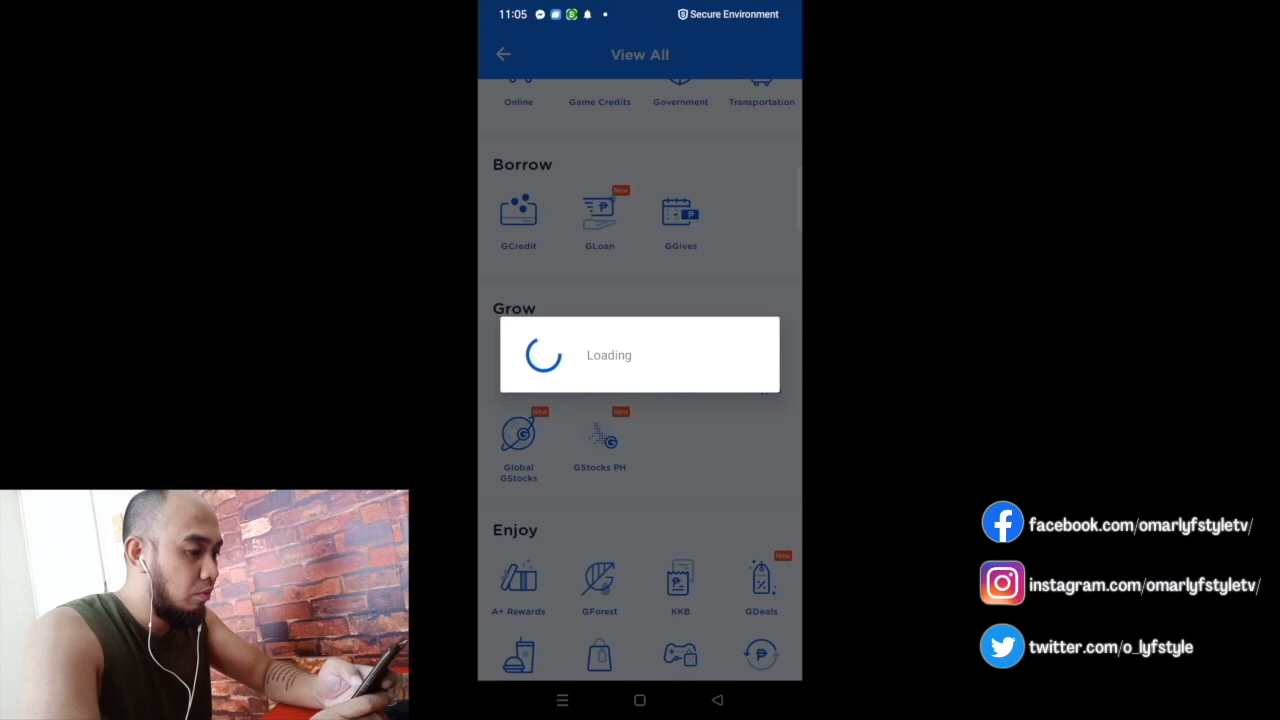 11:05
Secure Environment
View All
Online
Game Credits
Government
Transportation
Borrow
New
GCredit
GLoan
GGives
Grow
Loading
New
New
Global
GStocks
GStocks PH
Enjoy
New
A+ Rewards
GForest
KKB
GDeals
facebook.com/omarlyfstyletv/
instagram.com/omarlyfstyletv/
twitter.com/o_lyfstyle